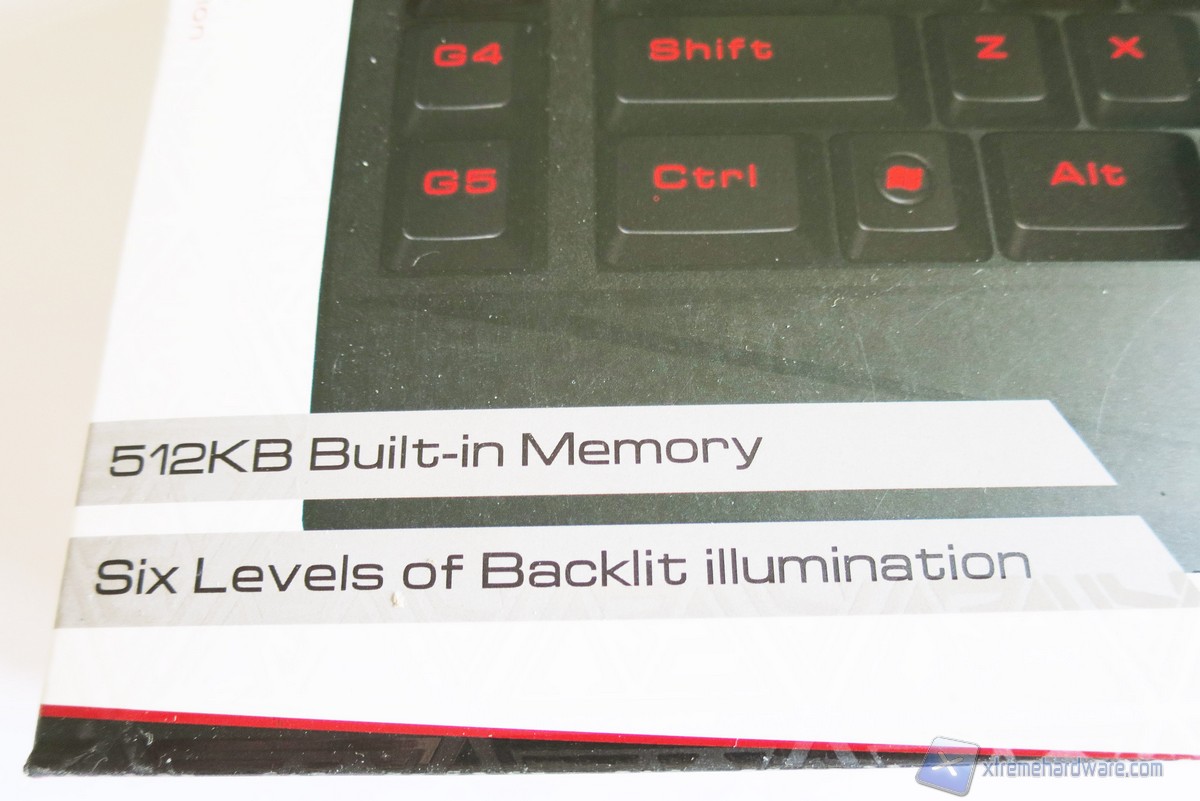 G4 Shift Z X
G5 Ctrl Alt
512KB Built-in Memory
Six Levels of Backlit illumination
xtremehardware.com